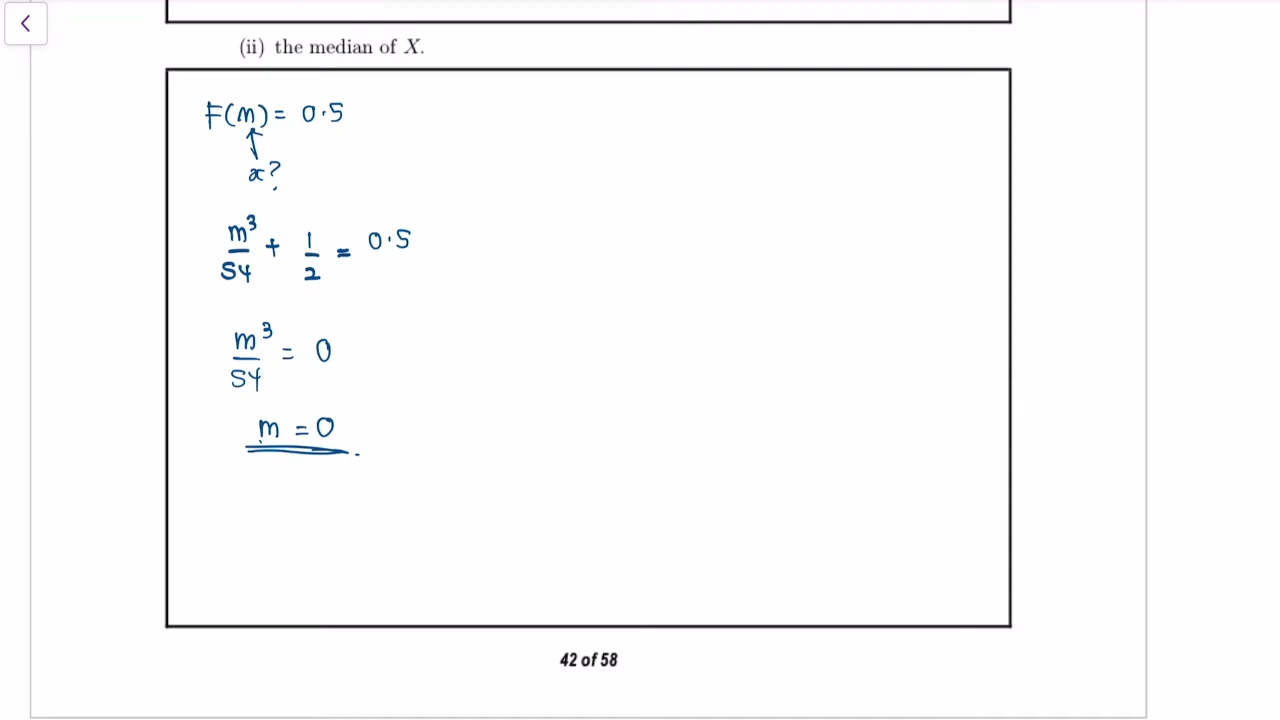 (ii) the median of X.
F(m) = 0.5
x?
m³/54 + 1/2 = 0.5
m³/54 = 0
m = 0
42 of 58